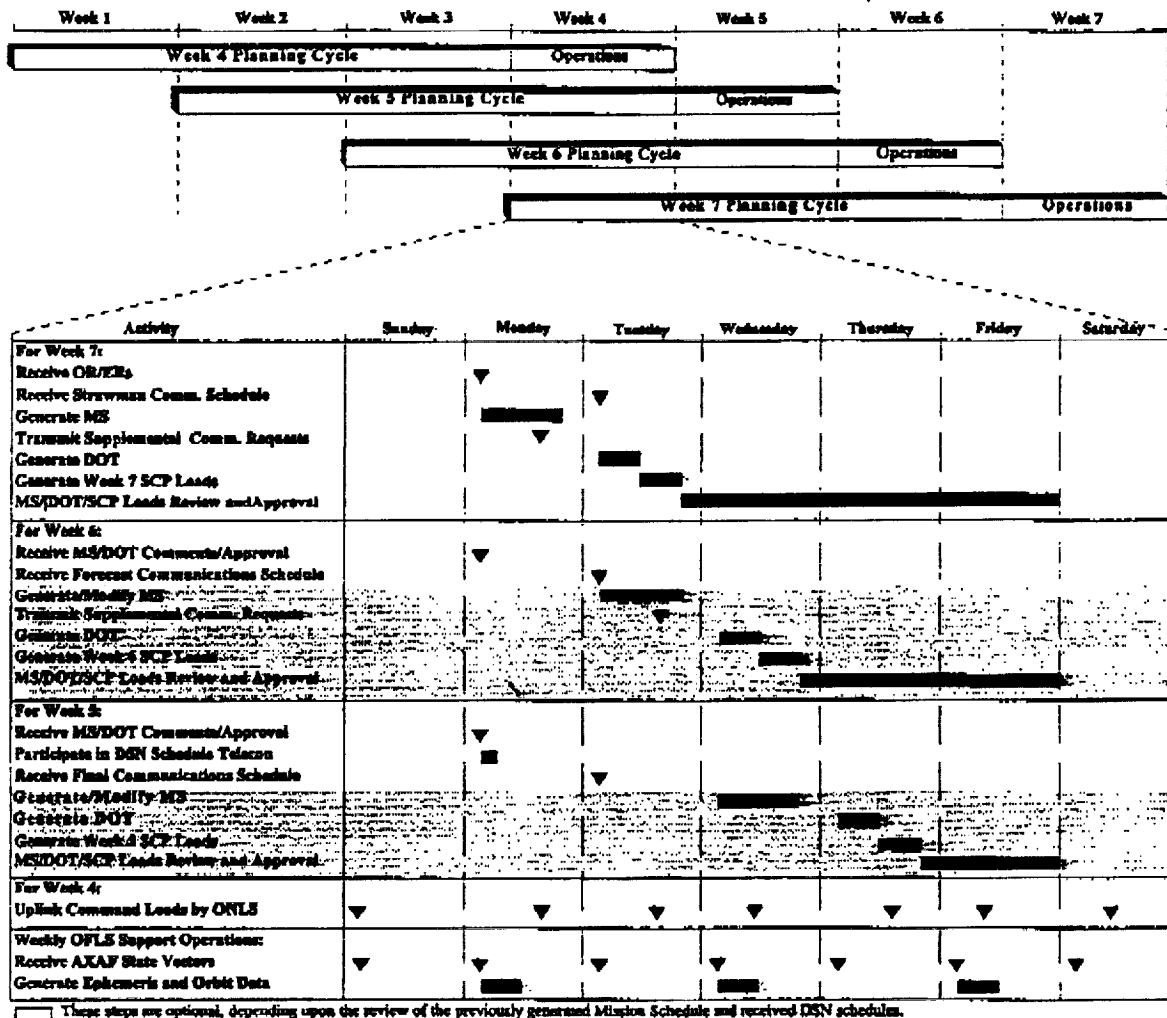 Week 1 Week 2 Week 3 Week 4 Week 5 Week 6 Week 7
Week 4 Planning Cycle Operations
Week 5 Planning Cycle Operations
Week 6 Planning Cycle Operations
Week 7 Planning Cycle Operations
Activity Sunday Monday Tuesday Wednesday Thursday Friday Saturday
For Week 7:
Receive OR/ERs
Receive Strawman Comm. Schedule
Generate MS
Transmit Supplemental Comm. Requests
Generate DOT
Generate Week 7 SCP Loads
MS/DOT/SCP Loads Review and Approval
For Week 6:
Receive MS/DOT Comments/Approval
Receive Forecast Communications Schedule
Generate/Modify MS
Transmit Supplemental Comm. Requests
Generate DOT
Generate Week 6 SCP Loads
MS/DOT/SCP Loads Review and Approval
For Week 5:
Receive MS/DOT Comments/Approval
Participate in DSN Schedule Telecon
Receive Final Communications Schedule
Generate/Modify MS
Generate DOT
Generate Week SCP Loads
MS/DOT/SCP Loads Review and Approval
For Week 4:
Uplink Command Loads by ONLS
Weekly OFLS Support Operations:
Receive AXAF State Vectors
Generate Ephemeris and Orbit Data
These steps are optional, depending upon the review of the previously generated Mission Schedule and received DSN schedules.